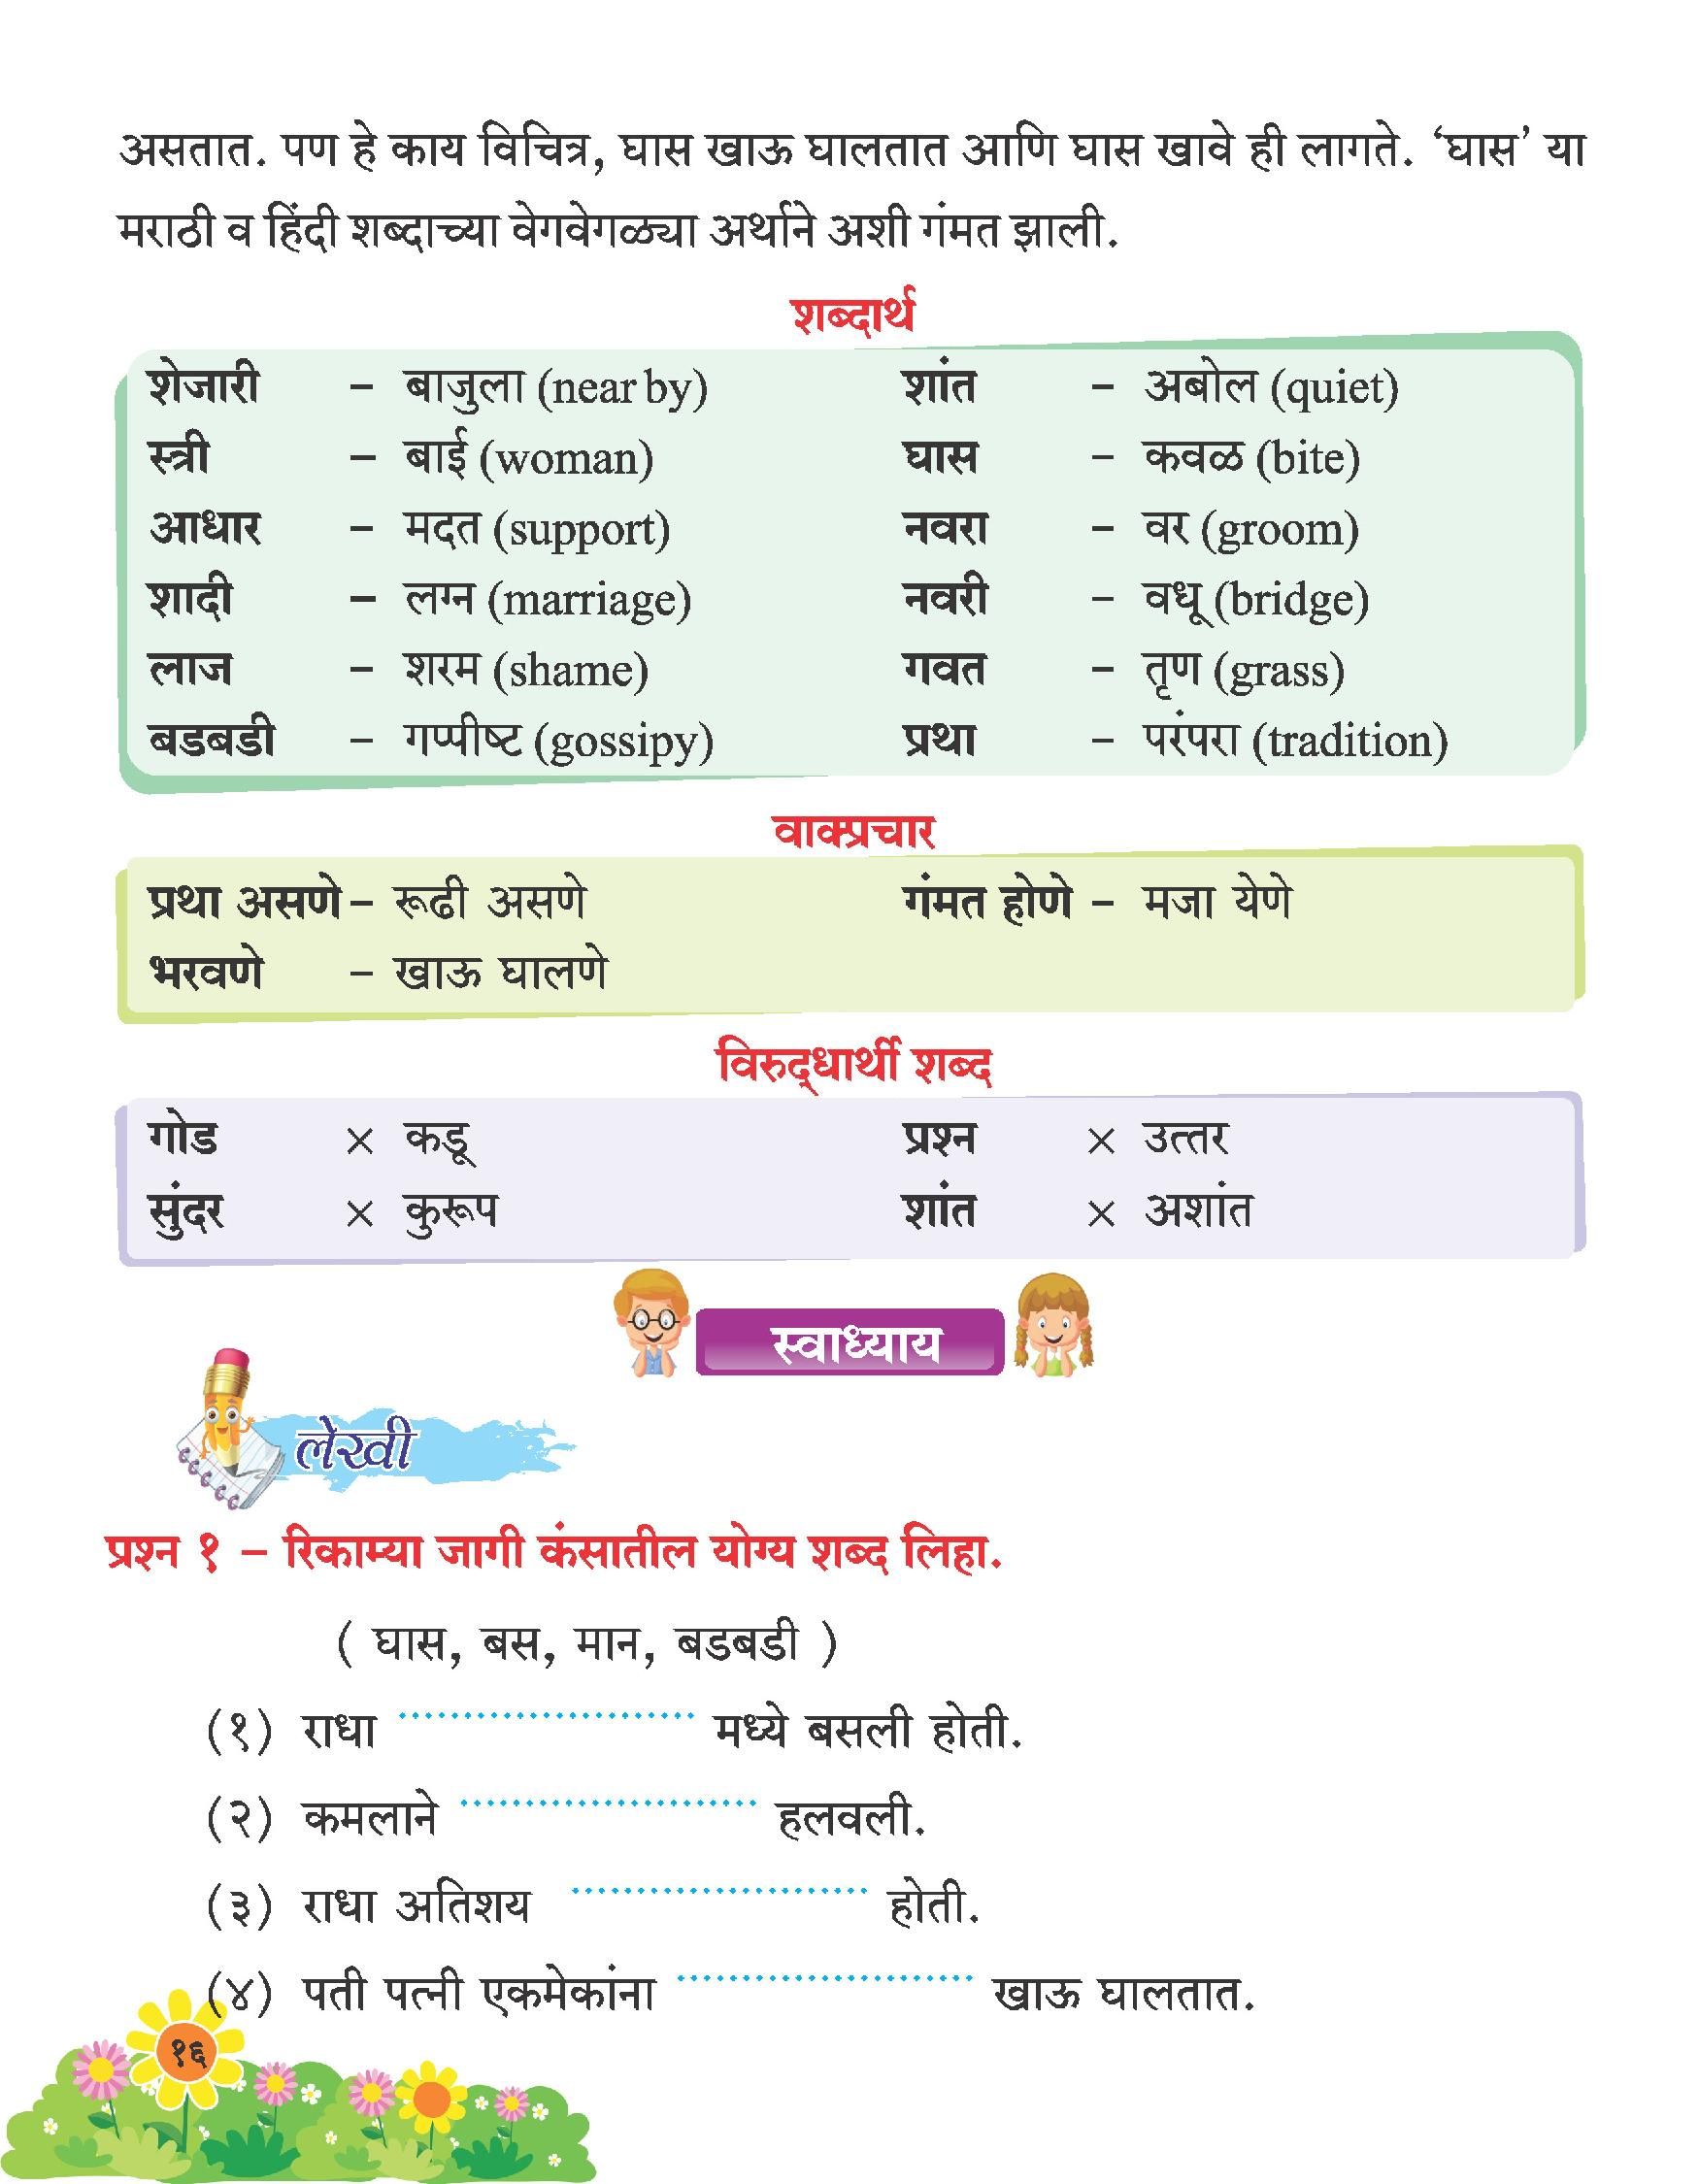 असतात. पण हे काय विचित्र, घास खाऊ घालतात आणि घास खावे ही लागते. ‘घास’ या
मराठी व हिंदी शब्दाच्या वेगवेगळ्या अर्थाने अशी गंमत झाली.
शब्दार्थ
शेजारी – बाजुला (near by) शांत – अबोल (quiet)
स्त्री – बाई (woman) घास – कवळ (bite)
आधार – मदत (support) नवरा – वर (groom)
शादी – लग्न (marriage) नवरी – वधू (bridge)
लाज – शरम (shame) गवत – तृण (grass)
बडबडी – गप्पीष्ट (gossipy) प्रथा – परंपरा (tradition)
वाक्प्रचार
प्रथा असणे – रूढी असणे गंमत होणे – मजा येणे
भरवणे – खाऊ घालणे
विरुद्धार्थी शब्द
गोड × कडू प्रश्न × उत्तर
सुंदर × कुरूप शांत × अशांत
स्वाध्याय
लेखी
प्रश्न १ – रिकाम्या जागी कंसातील योग्य शब्द लिहा.
( घास, बस, मान, बडबडी )
(१) राधा ........................ मध्ये बसली होती.
(२) कमलाने ........................ हलवली.
(३) राधा अतिशय ........................ होती.
(४) पती पत्नी एकमेकांना ........................ खाऊ घालतात.
१६